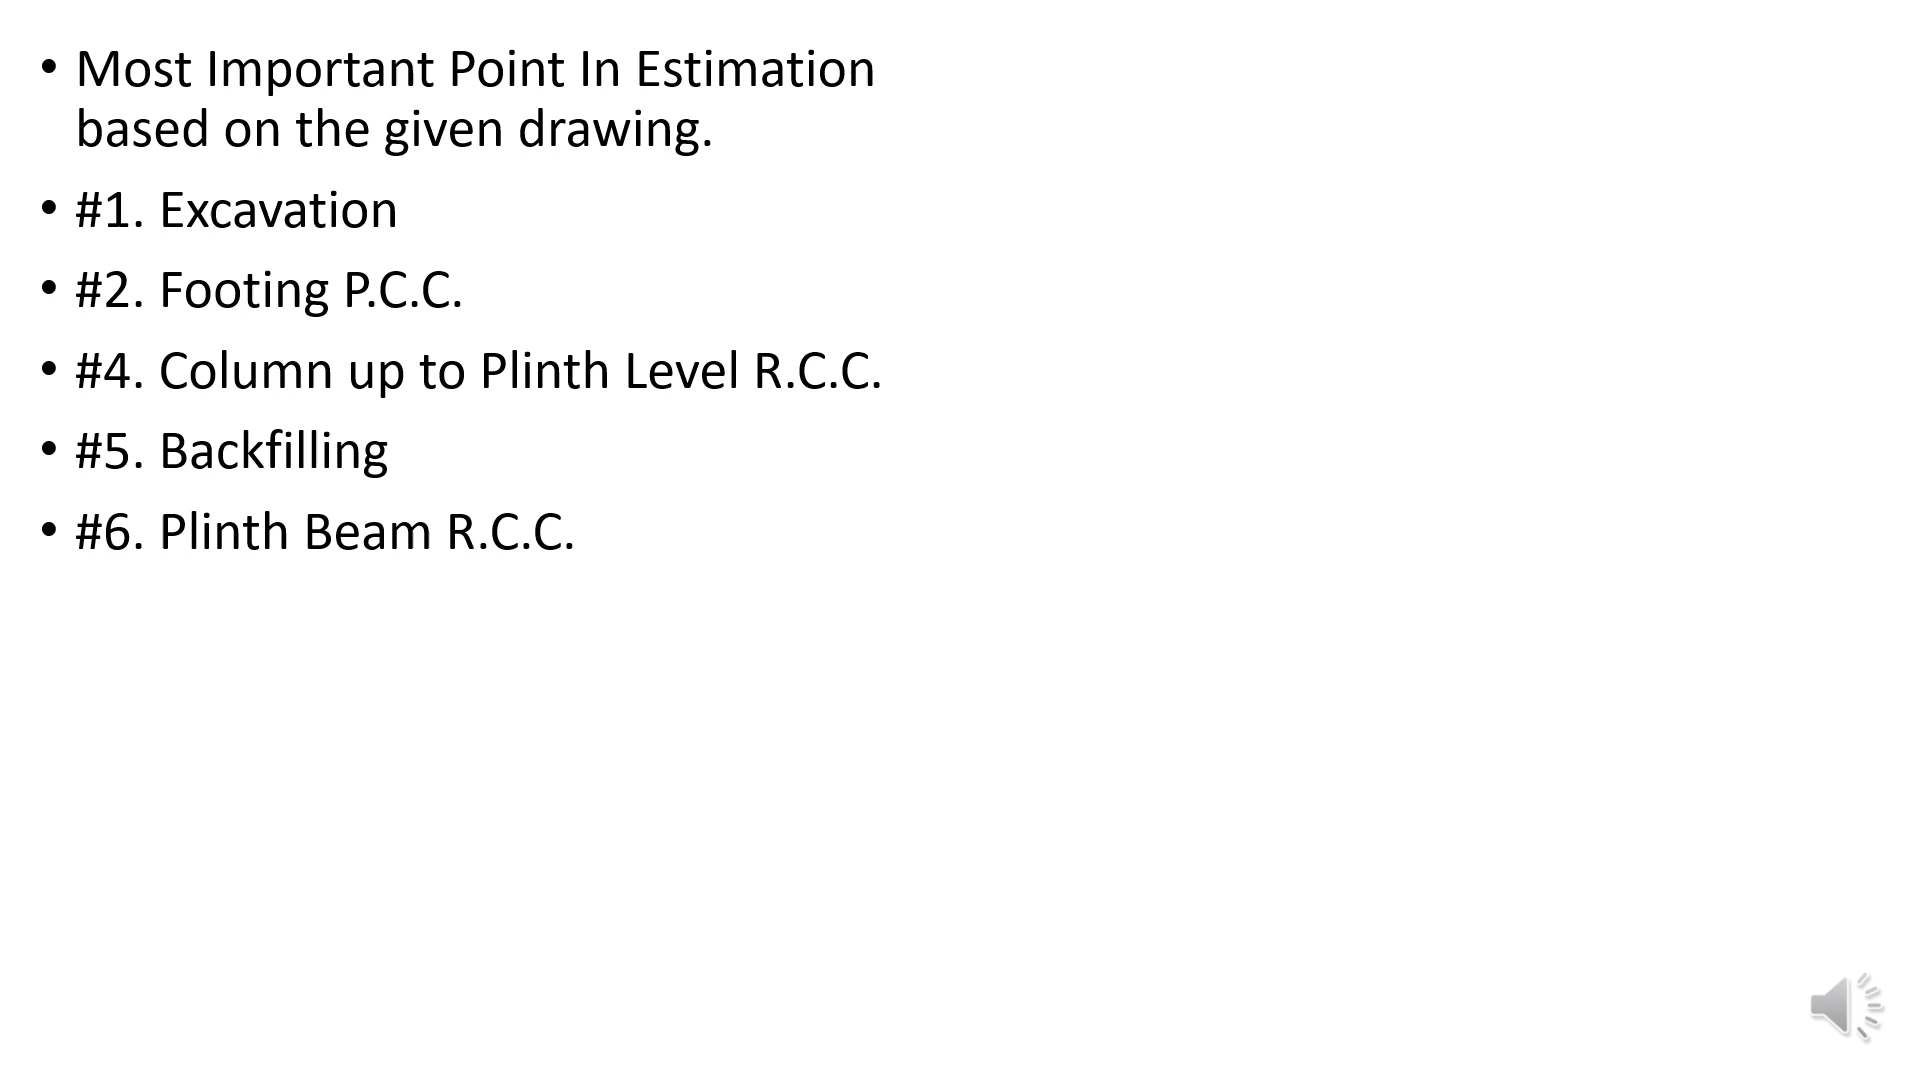 • Most Important Point In Estimation
based on the given drawing.
• #1. Excavation
• #2. Footing P.C.C.
• #4. Column up to Plinth Level R.C.C.
• #5. Backfilling
• #6. Plinth Beam R.C.C.